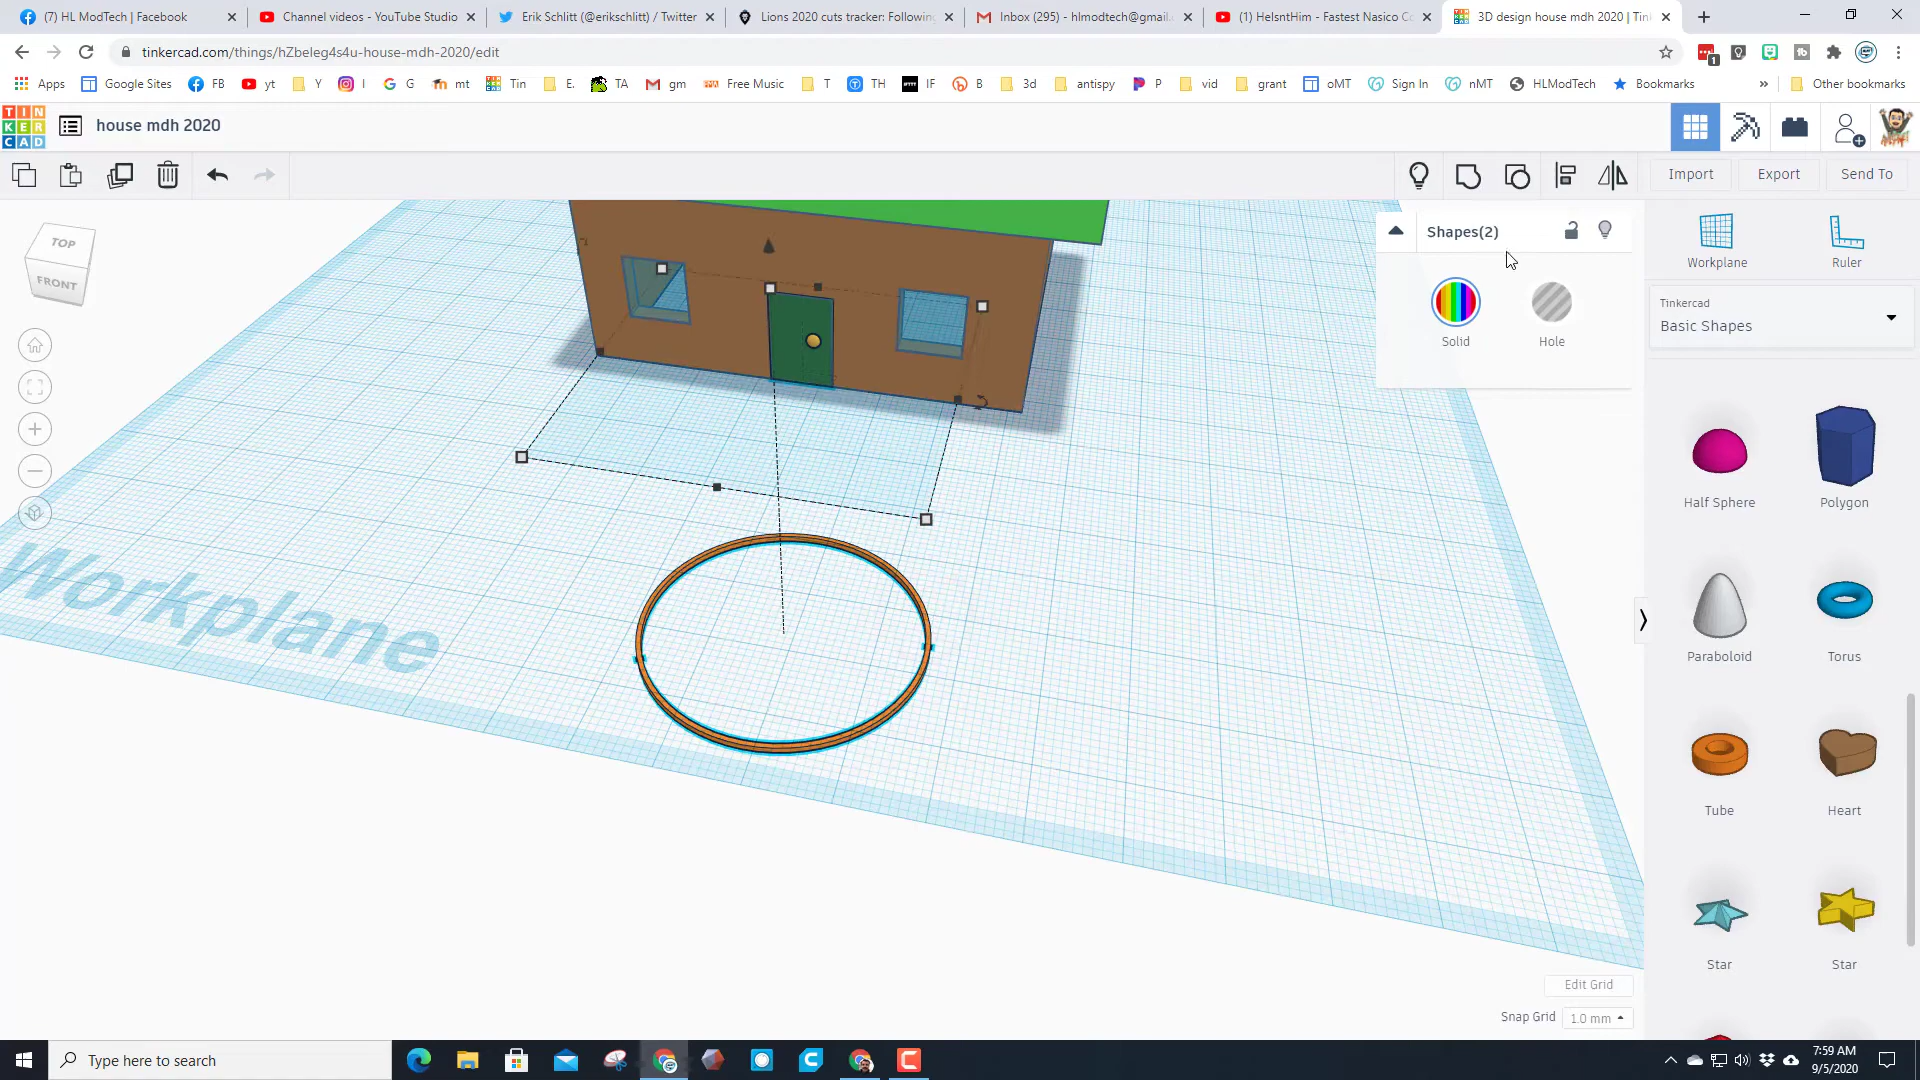 (7) HL ModTech | Facebook
Channel videos - YouTube Studio
Erik Schlitt (@erikschlitt) / Twitter
Lions 2020 cuts tracker: Following
Inbox (295) - hlmodtech@gmail.
(1) HeIsntHim - Fastest Nasico Co
3D design house mdh 2020 | Tin
tinkercad.com/things/hZbeleg4s4u-house-mdh-2020/edit
1
Apps
Google Sites
FB
yt
Y
I
G
mt
Tin
E.
TA
gm
Free Music
T
TH
IF
B
3d
antispy
P
vid
grant
oMT
Sign In
nMT
HLModTech
Bookmarks
»
Other bookmarks
TIN
KER
CAD
house mdh 2020
Import
Export
Send To
TOP
FRONT
Shapes(2)
Solid
Hole
Workplane
Ruler
Tinkercad
Basic Shapes
Half Sphere
Polygon
Paraboloid
Torus
Tube
Heart
Star
Star
Workplane
Edit Grid
Snap Grid
1.0 mm
Type here to search
7:59 AM
9/5/2020